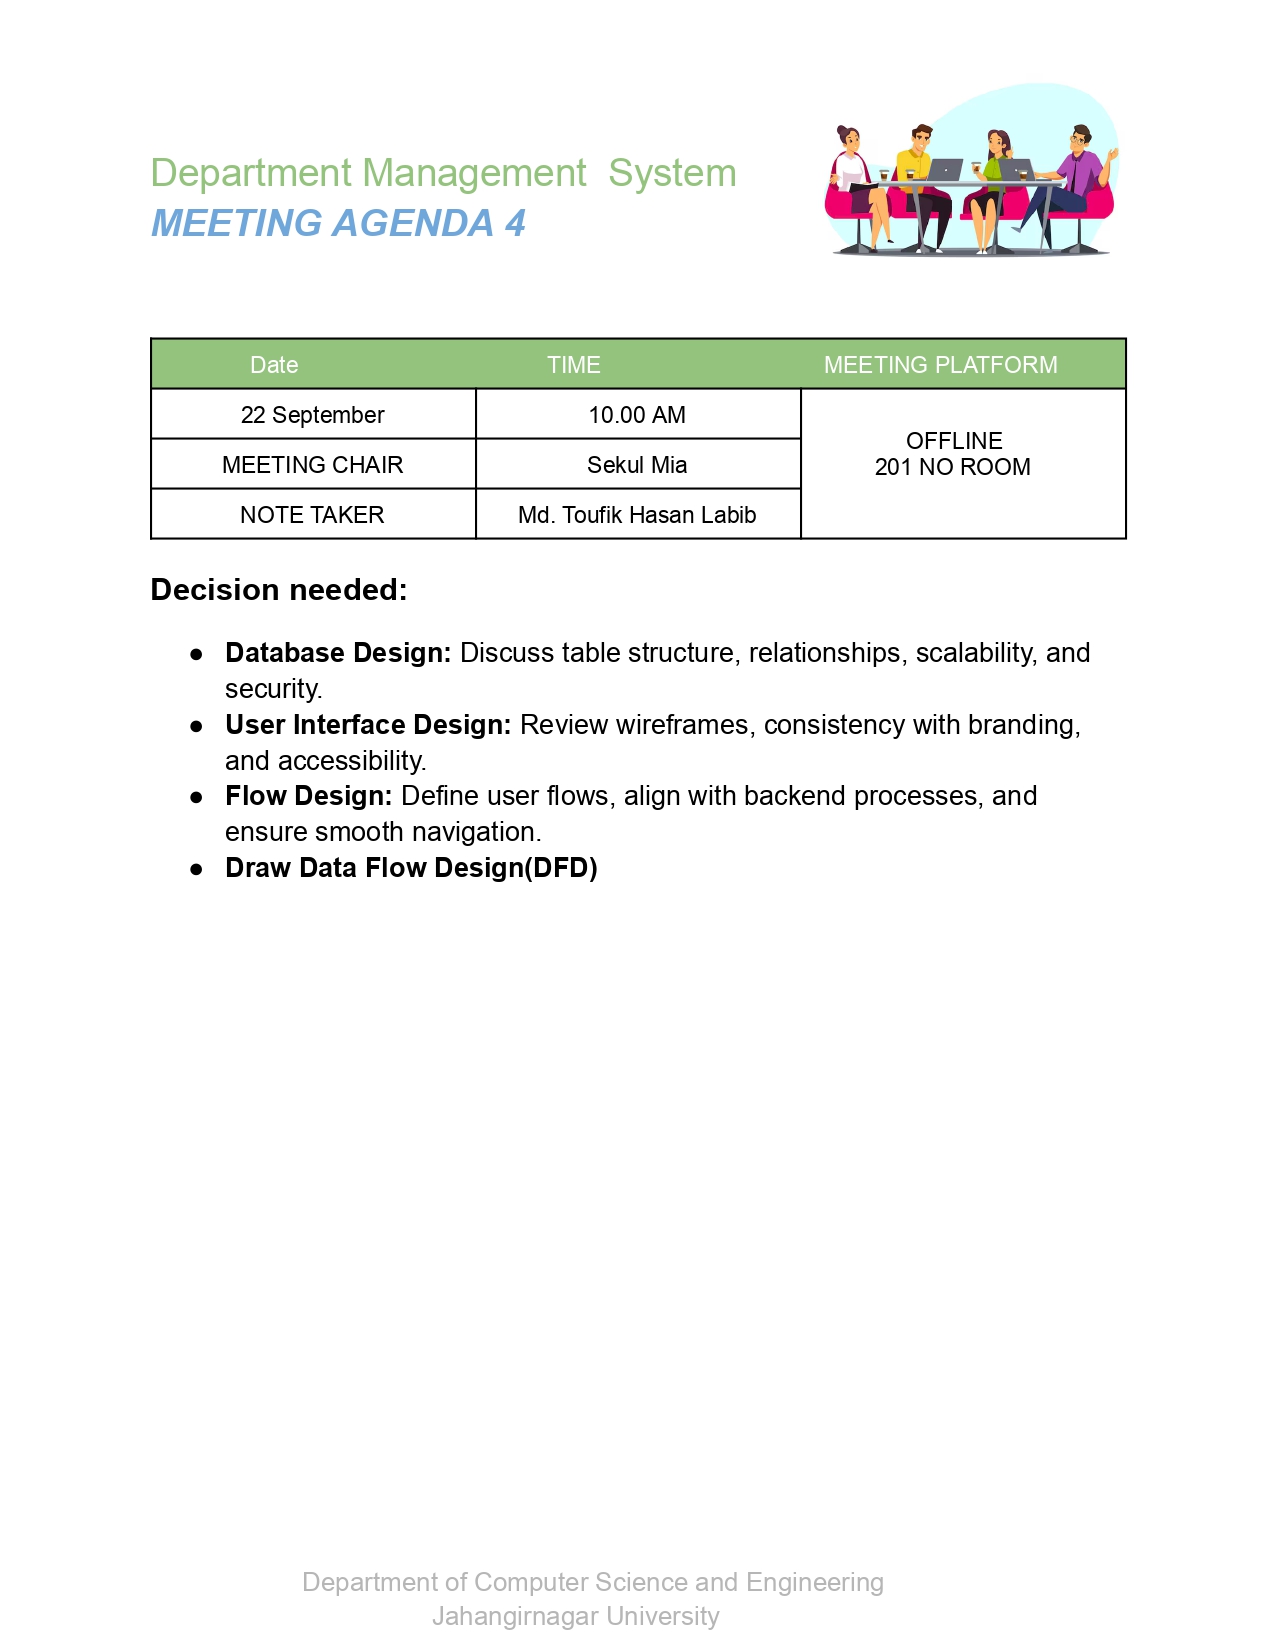 Department Management  System
MEETING AGENDA 4
Date TIME MEETING PLATFORM
22 September 10.00 AM
OFFLINE
201 NO ROOM
MEETING CHAIR Sekul Mia
NOTE TAKER Md. Toufik Hasan Labib
Decision needed:
● Database Design: Discuss table structure, relationships, scalability, and
security.
● User Interface Design: Review wireframes, consistency with branding,
and accessibility.
● Flow Design: Define user flows, align with backend processes, and
ensure smooth navigation.
● Draw Data Flow Design(DFD)
Department of Computer Science and Engineering
Jahangirnagar University